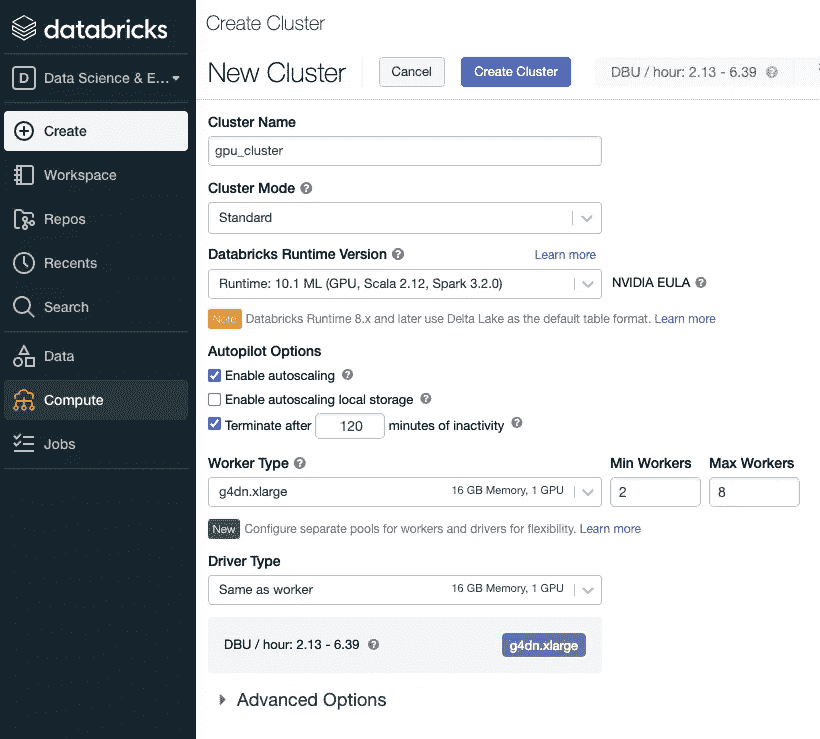 databricks
D Data Science & E...
Create
Workspace
Repos
Recents
Search
Data
Compute
Jobs
Create Cluster
New Cluster Cancel Create Cluster DBU / hour: 2.13 - 6.39 ?
Cluster Name
gpu_cluster
Cluster Mode ?
Standard
Databricks Runtime Version ? Learn more
Runtime: 10.1 ML (GPU, Scala 2.12, Spark 3.2.0) NVIDIA EULA ?
Note Databricks Runtime 8.x and later use Delta Lake as the default table format. Learn more
Autopilot Options
Enable autoscaling ?
Enable autoscaling local storage ?
Terminate after 120 minutes of inactivity ?
Worker Type ? Min Workers Max Workers
g4dn.xlarge 16 GB Memory, 1 GPU 2 8
New Configure separate pools for workers and drivers for flexibility. Learn more
Driver Type
Same as worker 16 GB Memory, 1 GPU
DBU / hour: 2.13 - 6.39 ? g4dn.xlarge
Advanced Options